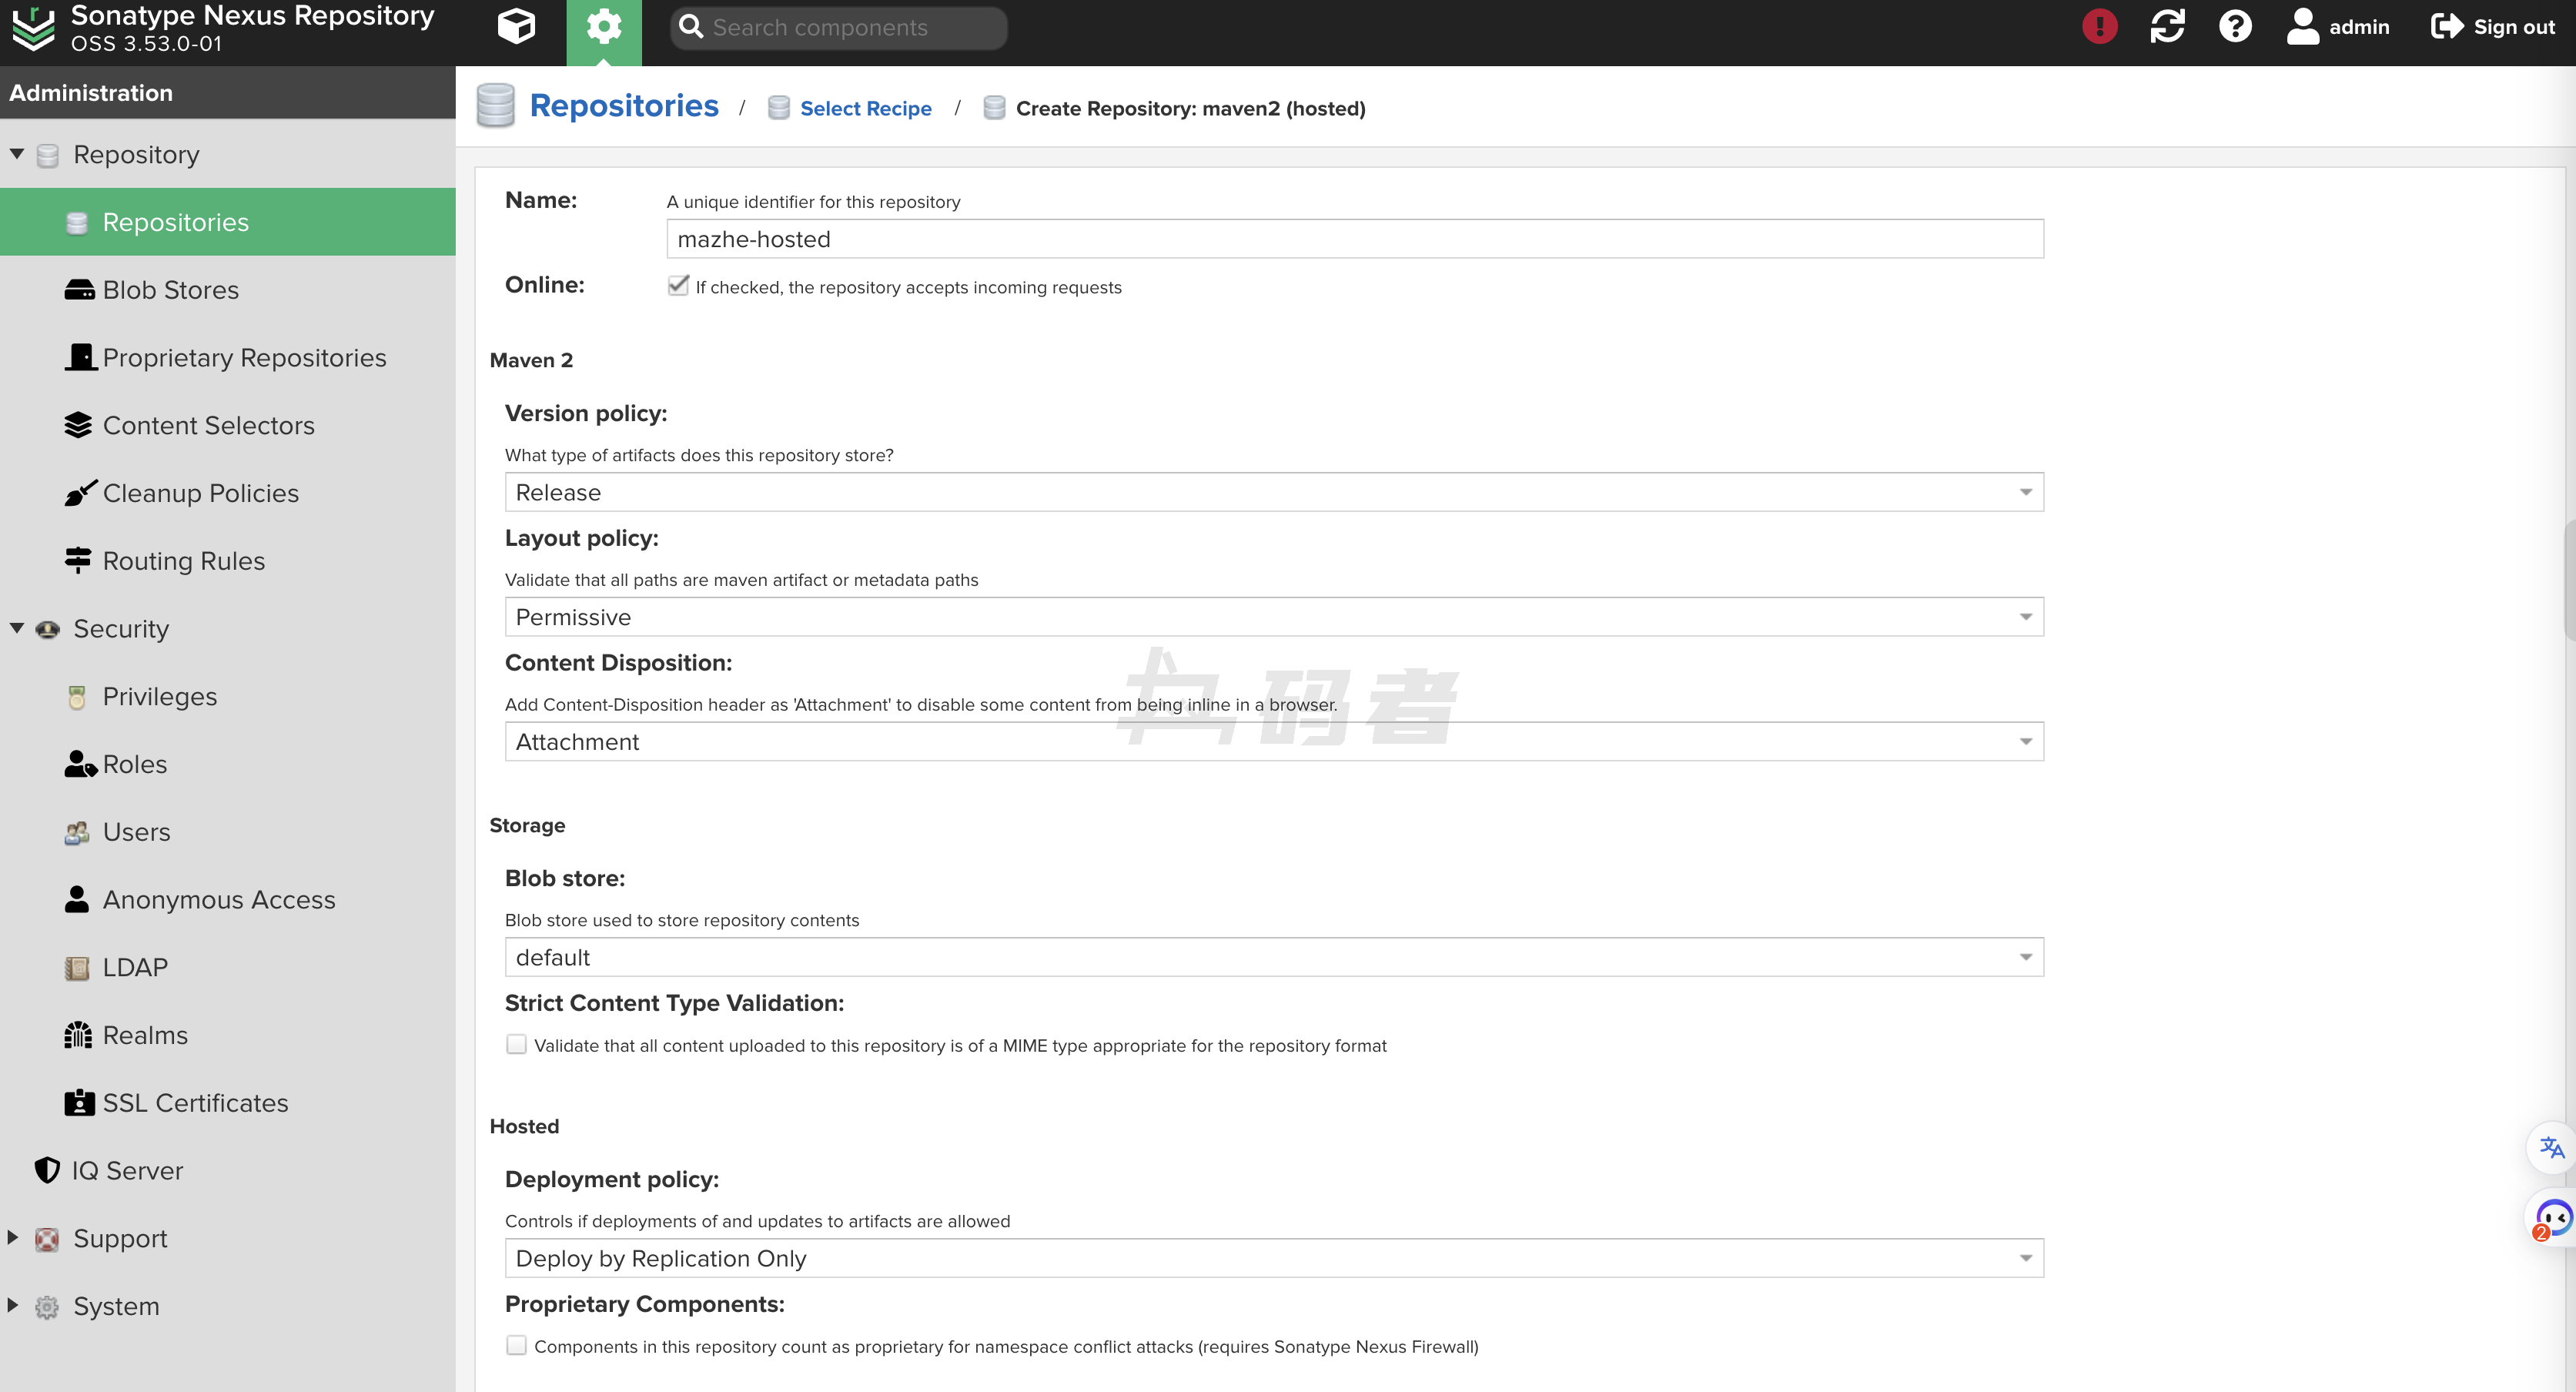 Sonatype Nexus Repository
OSS 3.53.0-01
Search components
admin
Sign out
Administration
Repository
Repositories
Blob Stores
Proprietary Repositories
Content Selectors
Cleanup Policies
Routing Rules
Security
Privileges
Roles
Users
Anonymous Access
LDAP
Realms
SSL Certificates
IQ Server
Support
System
Repositories / Select Recipe / Create Repository: maven2 (hosted)
Name: A unique identifier for this repository
mazhe-hosted
Online: If checked, the repository accepts incoming requests
Maven 2
Version policy:
What type of artifacts does this repository store?
Release
Layout policy:
Validate that all paths are maven artifact or metadata paths
Permissive
Content Disposition:
Add Content-Disposition header as 'Attachment' to disable some content from being inline in a browser.
Attachment
码者
Storage
Blob store:
Blob store used to store repository contents
default
Strict Content Type Validation:
Validate that all content uploaded to this repository is of a MIME type appropriate for the repository format
Hosted
Deployment policy:
Controls if deployments of and updates to artifacts are allowed
Deploy by Replication Only
Proprietary Components:
Components in this repository count as proprietary for namespace conflict attacks (requires Sonatype Nexus Firewall)
2